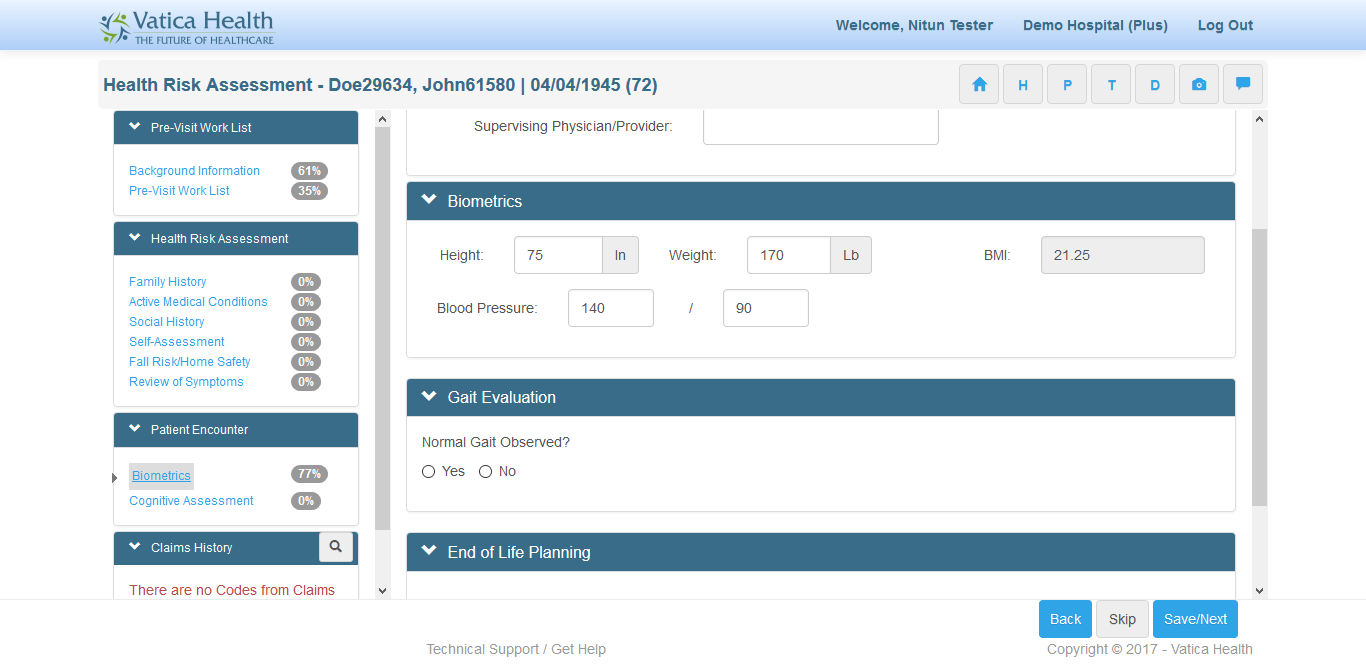 Vatica Health
THE FUTURE OF HEALTHCARE
Welcome, Nitun Tester
Demo Hospital (Plus)
Log Out
Health Risk Assessment - Doe29634, John61580 | 04/04/1945 (72)
H
P
T
D
Pre-Visit Work List
Background Information 61%
Pre-Visit Work List 35%
Health Risk Assessment
Family History 0%
Active Medical Conditions 0%
Social History 0%
Self-Assessment 0%
Fall Risk/Home Safety 0%
Review of Symptoms 0%
Patient Encounter
Biometrics 77%
Cognitive Assessment 0%
Claims History
There are no Codes from Claims
Supervising Physician/Provider:
Biometrics
Height: 75 In Weight: 170 Lb BMI: 21.25
Blood Pressure: 140 / 90
Gait Evaluation
Normal Gait Observed?
Yes No
End of Life Planning
Back Skip Save/Next
Technical Support / Get Help
Copyright © 2017 - Vatica Health